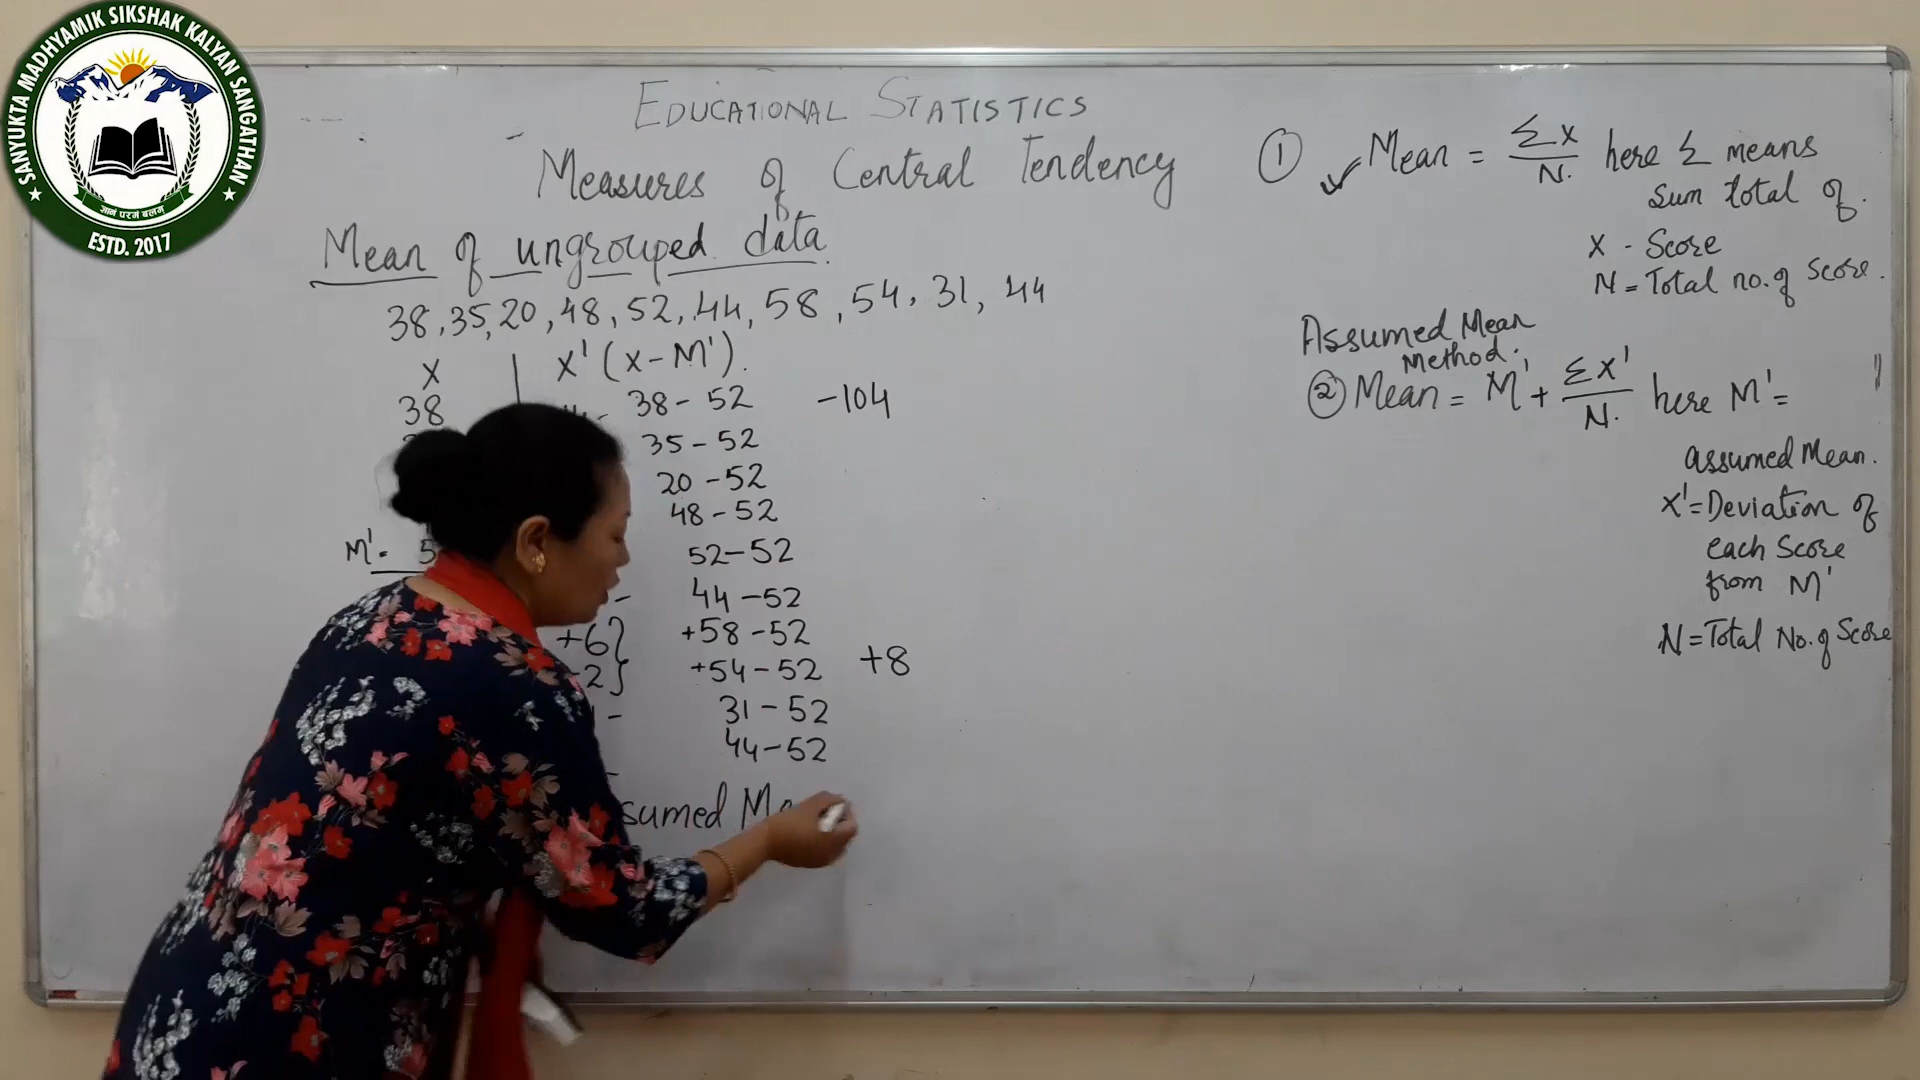 SANYUKTA MADHYAMIK SIKSHAK KALYAN SANGATHAN
ज्ञानं परमं बलम्
ESTD. 2017
EDUCATIONAL STATISTICS
Measures of Central Tendency
Mean of ungrouped data.
38, 35, 20, 48, 52, 44, 58, 54, 31, 44
x | x' (x - M').
38 38 - 52 -104
35 - 52
20 - 52
48 - 52
M'= 5 52 - 52
- 44 - 52
+6} +58 - 52
2} +54 - 52 +8
- 31 - 52
- 44 - 52
sumed M
① ✓ Mean = Σx/N. here Σ means
sum total of.
x - Score
N = Total no. of score.
Assumed Mean
Method.
② Mean = M' + Σx'/N. here M' =
assumed Mean.
x' = Deviation of
each score
from M'
N = Total No. of Score